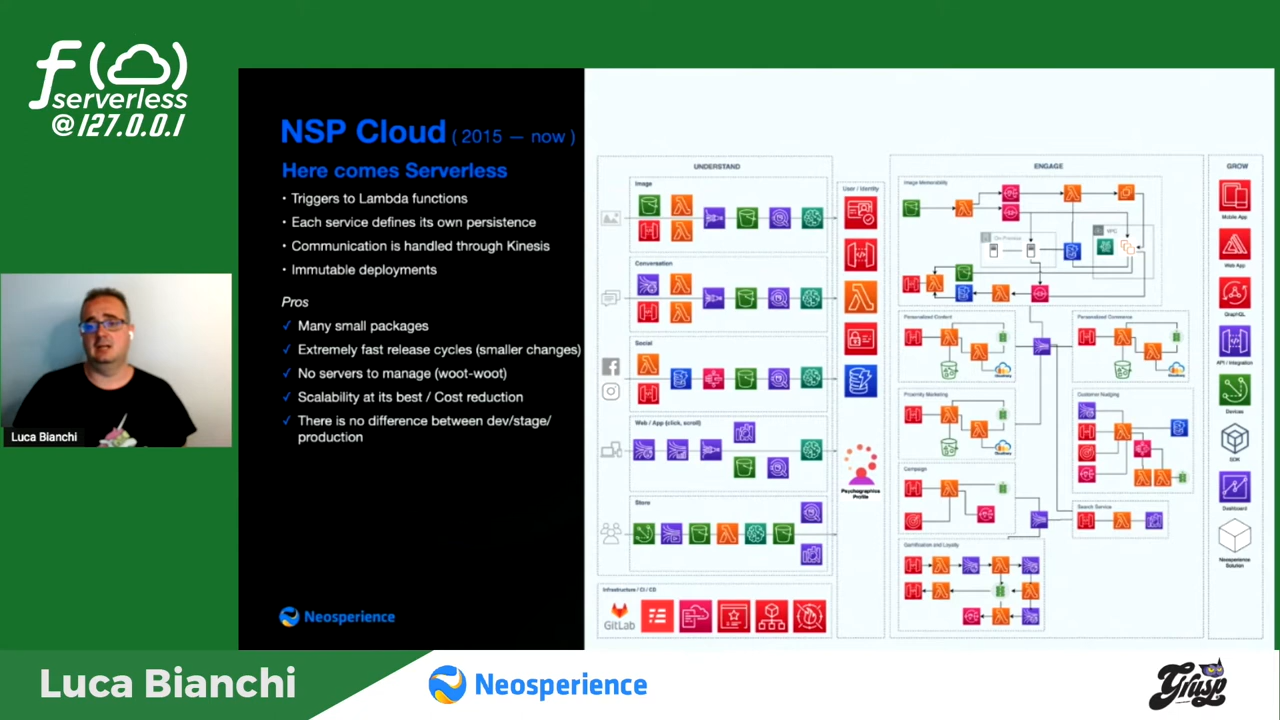 f(
)
serverless
@127.0.0.1
NSP Cloud ( 2015 — now )
Here comes Serverless
• Triggers to Lambda functions
• Each service defines its own persistence
• Communication is handled through Kinesis
• Immutable deployments
Pros
✓ Many small packages
✓ Extremely fast release cycles (smaller changes)
✓ No servers to manage (woot-woot)
✓ Scalability at its best / Cost reduction
✓ There is no difference between dev/stage/
production
Neosperience
UNDERSTAND
Image
Conversation
Social
Web / App (click, scroll)
Store
Infrastructure / CI / CD
GitLab
User / Identity
Psychographics
Profile
ENGAGE
Image Memorability
On-Premise
VPC
Personalized Content
Personalized Commerce
Proximity Marketing
Customer Nudging
Campaign
Search Service
Gamification and Loyalty
GROW
Mobile App
Web App
GraphQL
API / Integration
Devices
SDK
Dashboard
Neosperience
Solution
Luca Bianchi
Luca Bianchi
Neosperience
Grasp